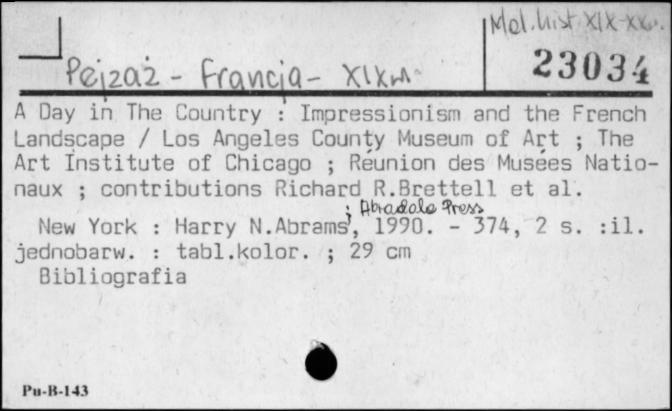 Mal. hist XIX-XXw.
23034
Pejzaż - Francja - XIXw.
A Day in The Country : Impressionism and the French
Landscape / Los Angeles County Museum of Art ; The
Art Institute of Chicago ; Réunion des Musées Natio-
naux ; contributions Richard R.Brettell et al.
; Abradale Press
New York : Harry N.Abrams, 1990. - 374, 2 s. :il.
jednobarw. : tabl.kolor. ; 29 cm
Bibliografia
Pu-B-143